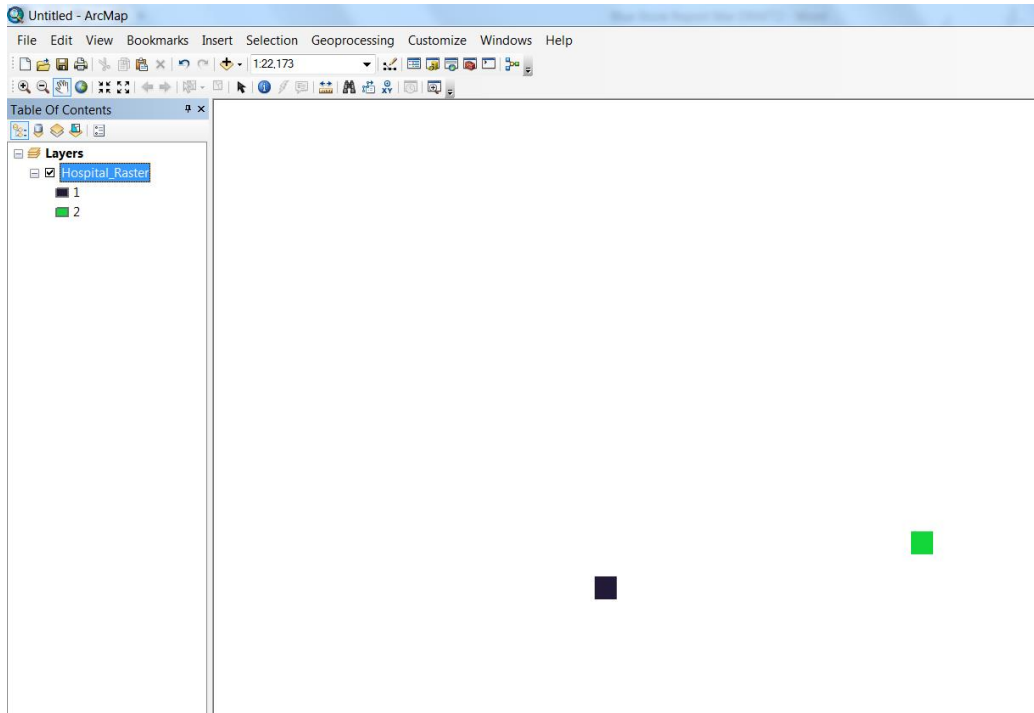 Untitled - ArcMap
File Edit View Bookmarks Insert Selection Geoprocessing Customize Windows Help
1:22,173
Table Of Contents
Layers
Hospital_Raster
1
2